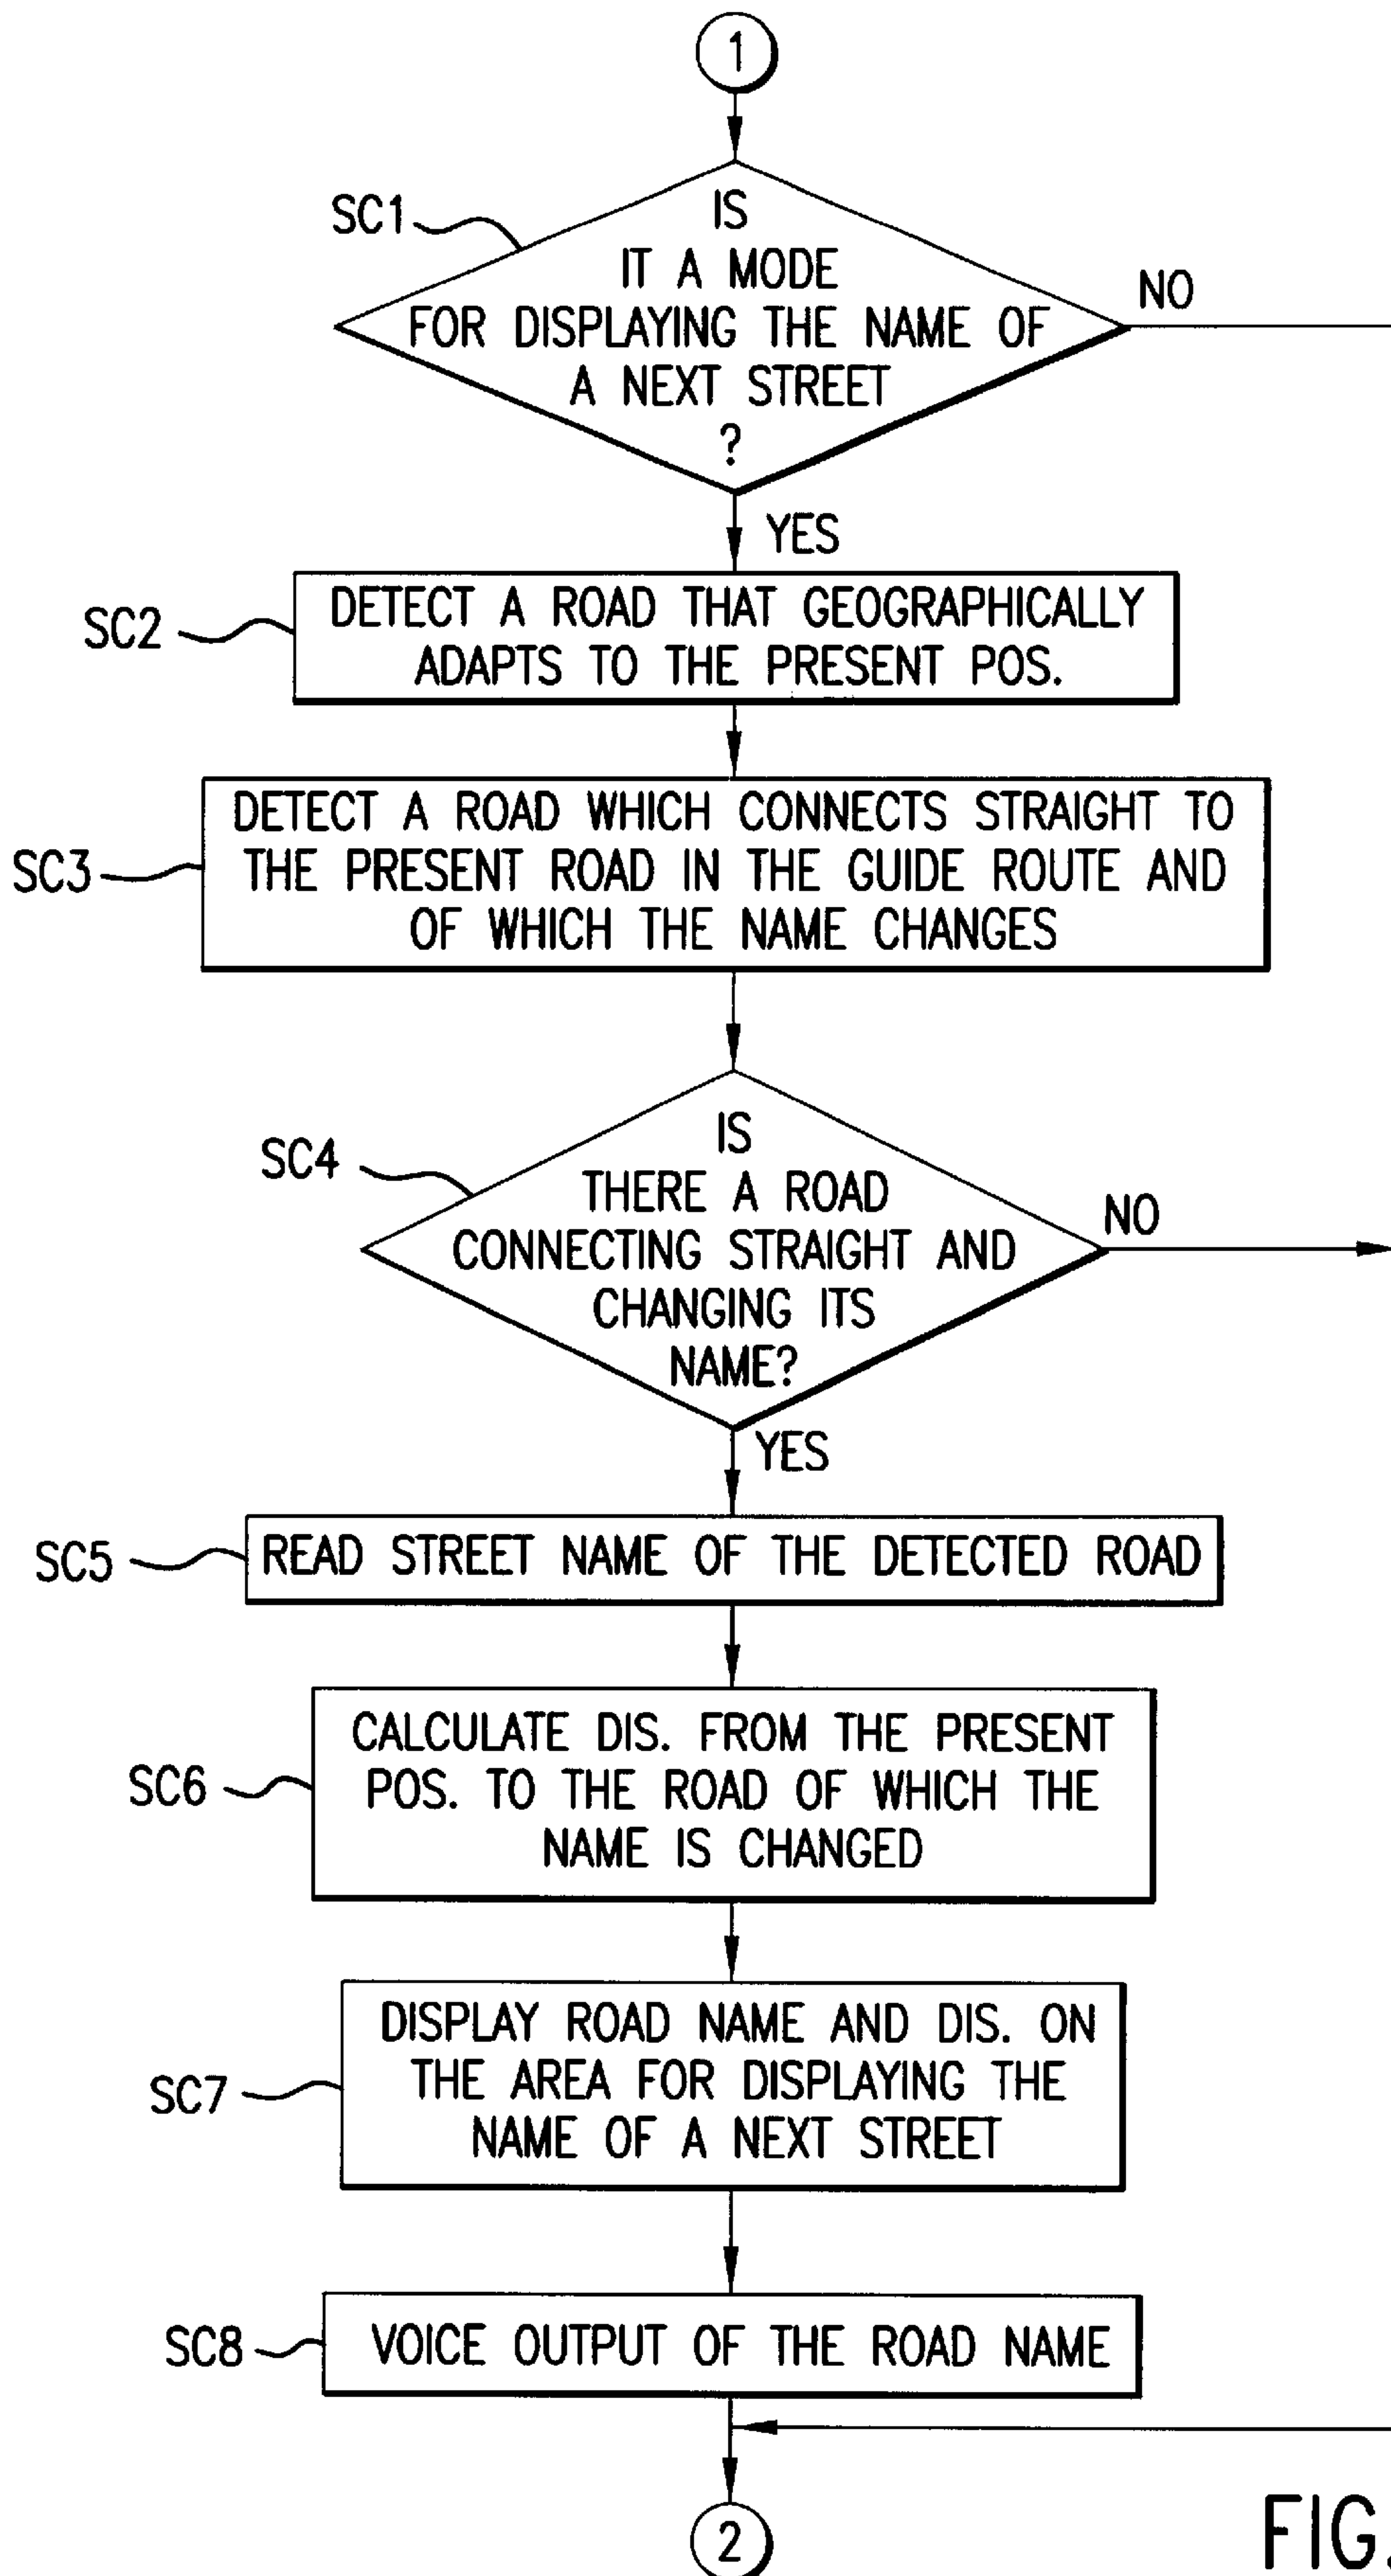 1
SC1
IS
IT A MODE
FOR DISPLAYING THE NAME OF
A NEXT STREET
?
NO
YES
SC2
DETECT A ROAD THAT GEOGRAPHICALLY
ADAPTS TO THE PRESENT POS.
SC3
DETECT A ROAD WHICH CONNECTS STRAIGHT TO
THE PRESENT ROAD IN THE GUIDE ROUTE AND
OF WHICH THE NAME CHANGES
SC4
IS
THERE A ROAD
CONNECTING STRAIGHT AND
CHANGING ITS
NAME?
NO
YES
SC5
READ STREET NAME OF THE DETECTED ROAD
SC6
CALCULATE DIS. FROM THE PRESENT
POS. TO THE ROAD OF WHICH THE
NAME IS CHANGED
SC7
DISPLAY ROAD NAME AND DIS. ON
THE AREA FOR DISPLAYING THE
NAME OF A NEXT STREET
SC8
VOICE OUTPUT OF THE ROAD NAME
2
FIG.